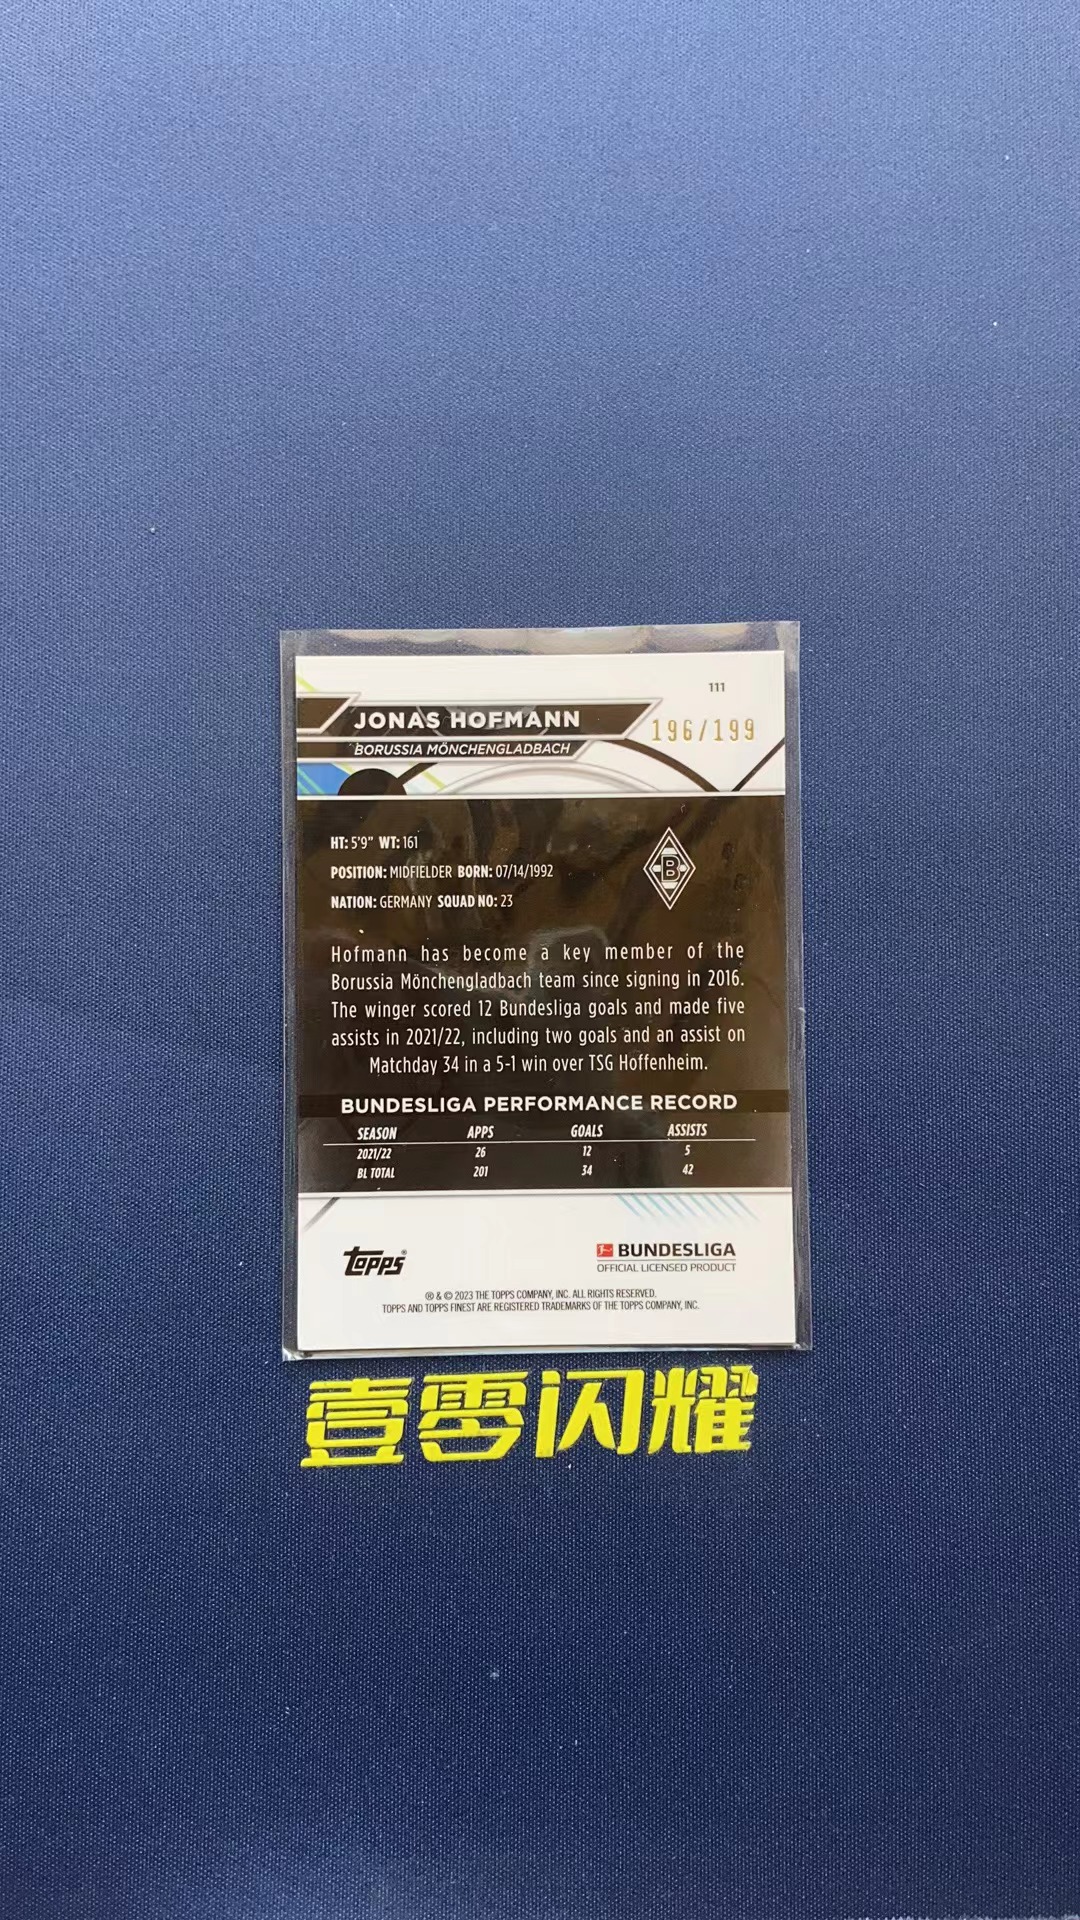 111
JONAS HOFMANN
196/199
BORUSSIA MÖNCHENGLADBACH
HT: 5'9" WT: 161
POSITION: MIDFIELDER BORN: 07/14/1992
NATION: GERMANY SQUAD NO: 23
B
Hofmann has become a key member of the
Borussia Mönchengladbach team since signing in 2016.
The winger scored 12 Bundesliga goals and made five
assists in 2021/22, including two goals and an assist on
Matchday 34 in a 5-1 win over TSG Hoffenheim.
BUNDESLIGA PERFORMANCE RECORD
SEASON APPS GOALS ASSISTS
2021/22 26 12 5
BL TOTAL 201 34 42
topps®
BUNDESLIGA
OFFICIAL LICENSED PRODUCT
® & © 2023 THE TOPPS COMPANY, INC. ALL RIGHTS RESERVED.
TOPPS AND TOPPS FINEST ARE REGISTERED TRADEMARKS OF THE TOPPS COMPANY, INC.
壹零闪耀